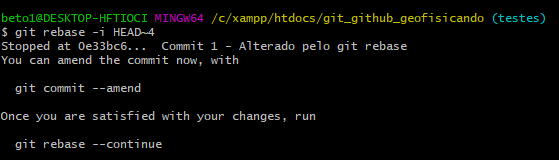 beto1@DESKTOP-HFTIOCI MINGW64 /c/xampp/htdocs/git_github_geofisicando (testes)
$ git rebase -i HEAD~4
Stopped at 0e33bc6...  Commit 1 - Alterado pelo git rebase
You can amend the commit now, with
git commit --amend
Once you are satisfied with your changes, run
git rebase --continue